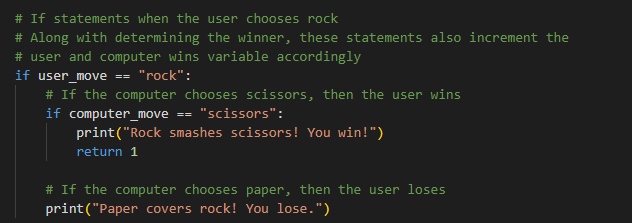 # If statements when the user chooses rock
# Along with determining the winner, these statements also increment the
# user and computer wins variable accordingly
if user_move == "rock":
    # If the computer chooses scissors, then the user wins
    if computer_move == "scissors":
        print("Rock smashes scissors! You win!")
        return 1

    # If the computer chooses paper, then the user loses
    print("Paper covers rock! You lose.")